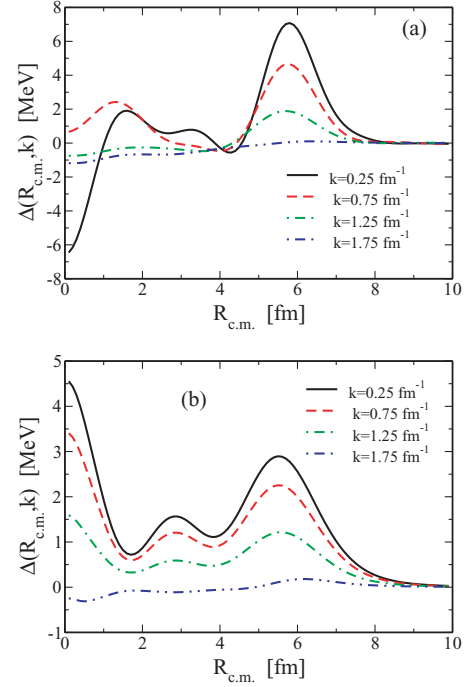 (a)
Δ(R_c.m.,k) [MeV]
8
6
4
2
0
-2
-4
-6
-8
k=0.25 fm⁻¹
k=0.75 fm⁻¹
k=1.25 fm⁻¹
k=1.75 fm⁻¹
0 2 4 6 8 10
R_c.m. [fm]
(b)
Δ(R_c.m.,k) [MeV]
5
4
3
2
1
0
-1
k=0.25 fm⁻¹
k=0.75 fm⁻¹
k=1.25 fm⁻¹
k=1.75 fm⁻¹
0 2 4 6 8 10
R_c.m. [fm]